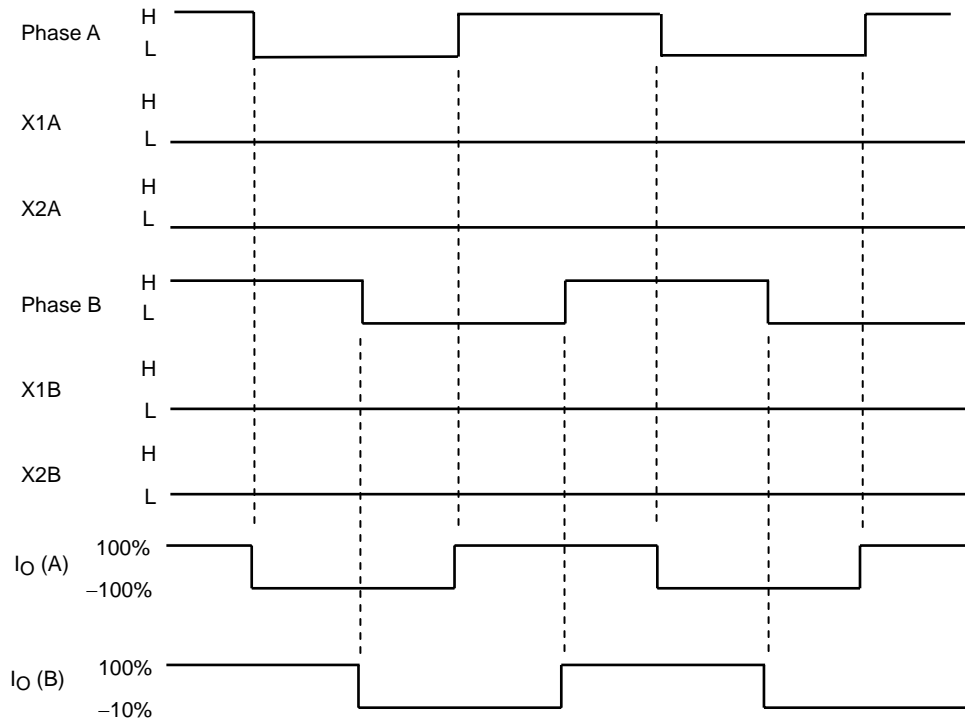 Phase A H
L
X1A H
L
X2A H
L
Phase B H
L
X1B H
L
X2B H
L
IO (A) 100%
−100%
IO (B) 100%
−10%